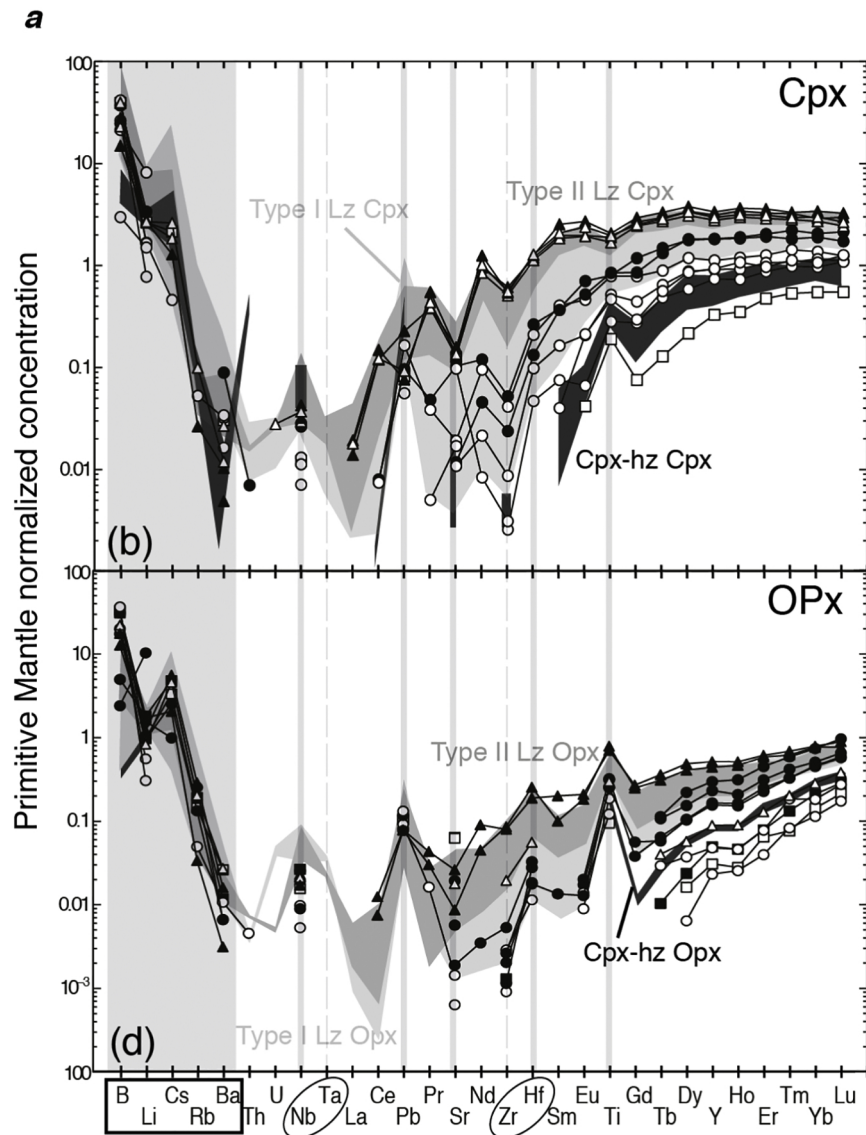 a
100
Cpx
10
Type I Lz Cpx
Type II Lz Cpx
1
0.1
Cpx-hz Cpx
0.01
(b)
100
100
OPx
10
1
Type II Lz Opx
0.1
0.01
Cpx-hz Opx
10-3
(d)
Type I Lz Opx
100
Primitive Mantle normalized concentration
B Cs Ba U Ta Ce Pr Nd Hf Eu Gd Dy Ho Tm Lu
Li Rb Th Nb La Pb Sr Zr Sm Ti Tb Y Er Yb